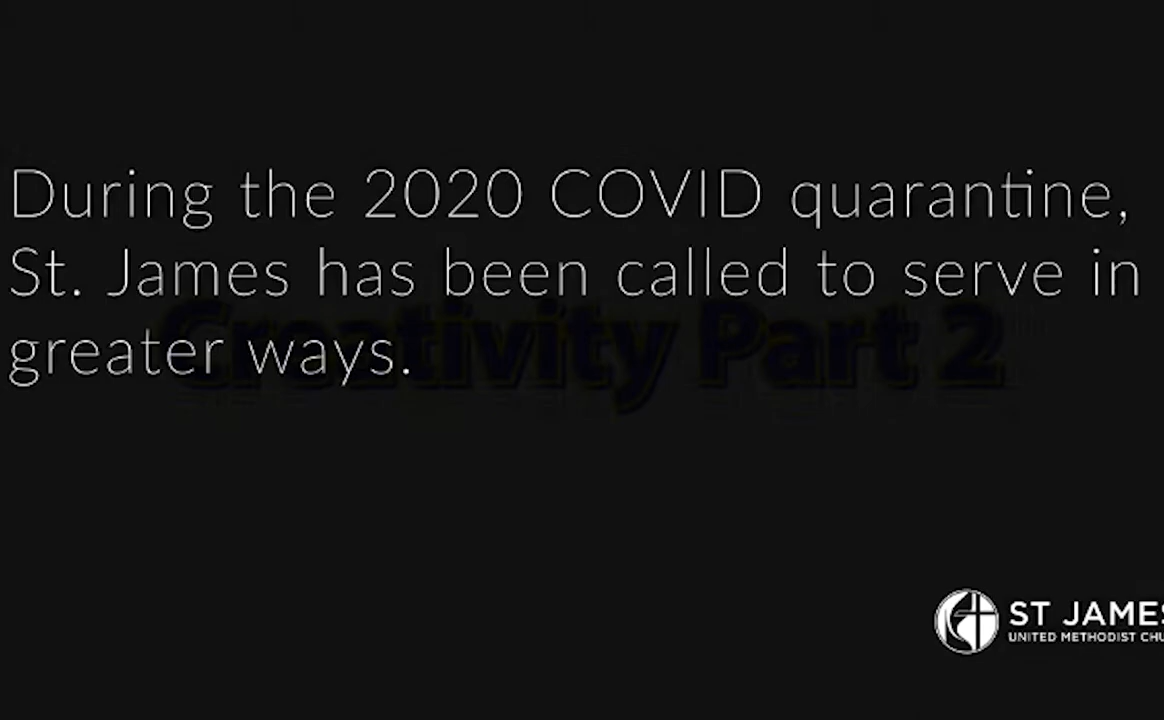 During the 2020 COVID quarantine,
St. James has been called to serve in
greater ways.
Creativity Part 2
ST JAMES
UNITED METHODIST CHU